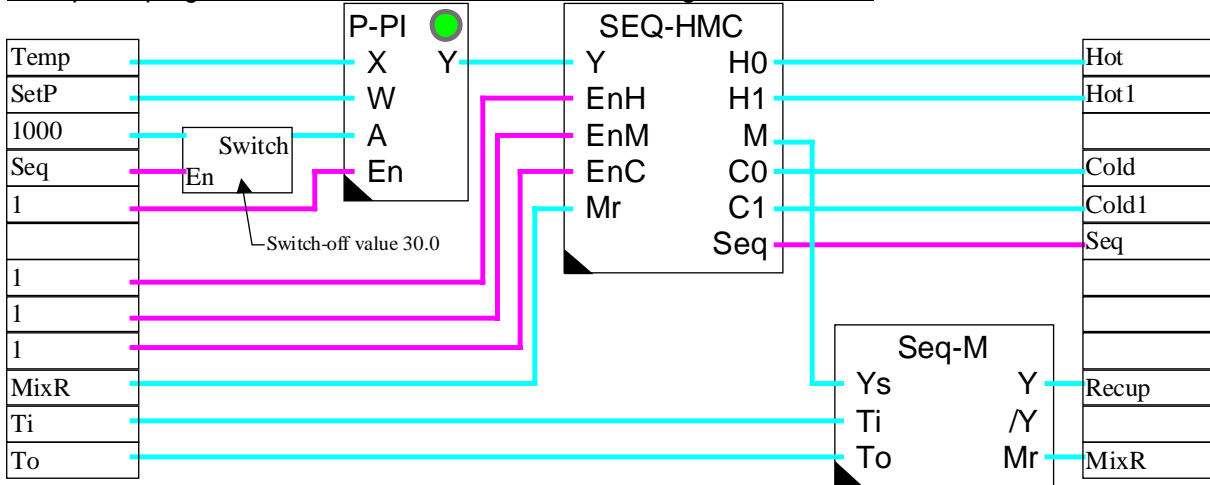 P-PI
SEQ-HMC
Temp
X
Y
Y
H0
Hot
SetP
W
EnH
H1
Hot1
1000
Switch
A
EnM
M
Seq
En
En
EnC
C0
Cold
1
Mr
C1
Cold1
Switch-off value 30.0
Seq
Seq
1
1
1
Seq-M
MixR
Ys
Y
Recup
Ti
Ti
/Y
To
To
Mr
MixR